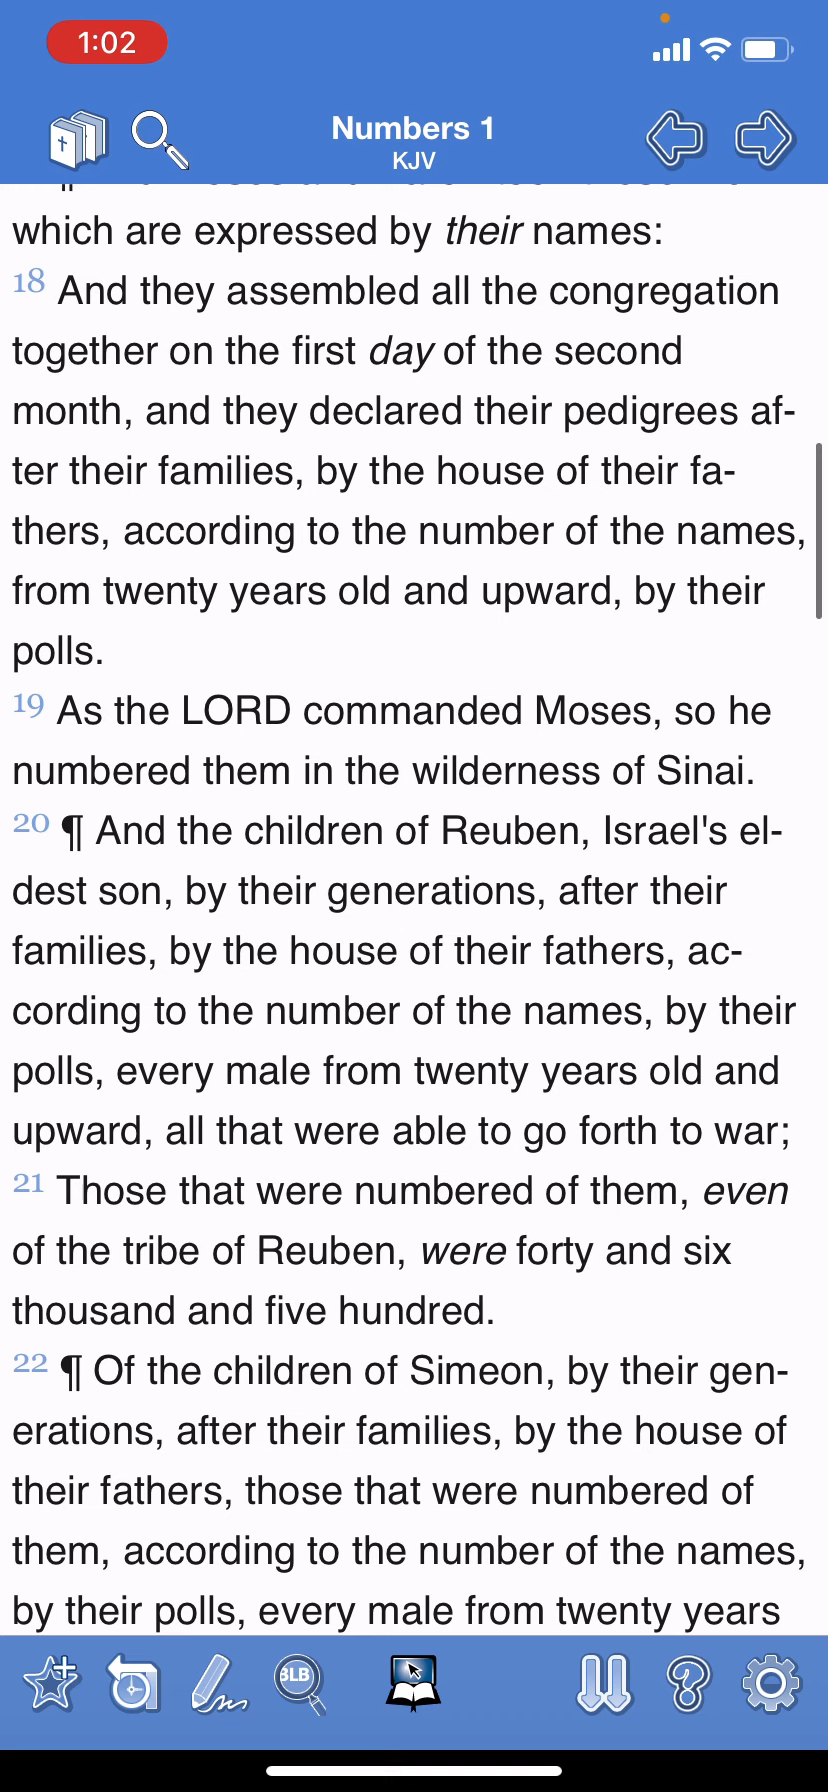 1:02
Numbers 1
KJV
which are expressed by their names:
18 And they assembled all the congregation
together on the first day of the second
month, and they declared their pedigrees af-
ter their families, by the house of their fa-
thers, according to the number of the names,
from twenty years old and upward, by their
polls.
19 As the LORD commanded Moses, so he
numbered them in the wilderness of Sinai.
20 ¶ And the children of Reuben, Israel's el-
dest son, by their generations, after their
families, by the house of their fathers, ac-
cording to the number of the names, by their
polls, every male from twenty years old and
upward, all that were able to go forth to war;
21 Those that were numbered of them, even
of the tribe of Reuben, were forty and six
thousand and five hundred.
22 ¶ Of the children of Simeon, by their gen-
erations, after their families, by the house of
their fathers, those that were numbered of
them, according to the number of the names,
by their polls, every male from twenty years
BLB